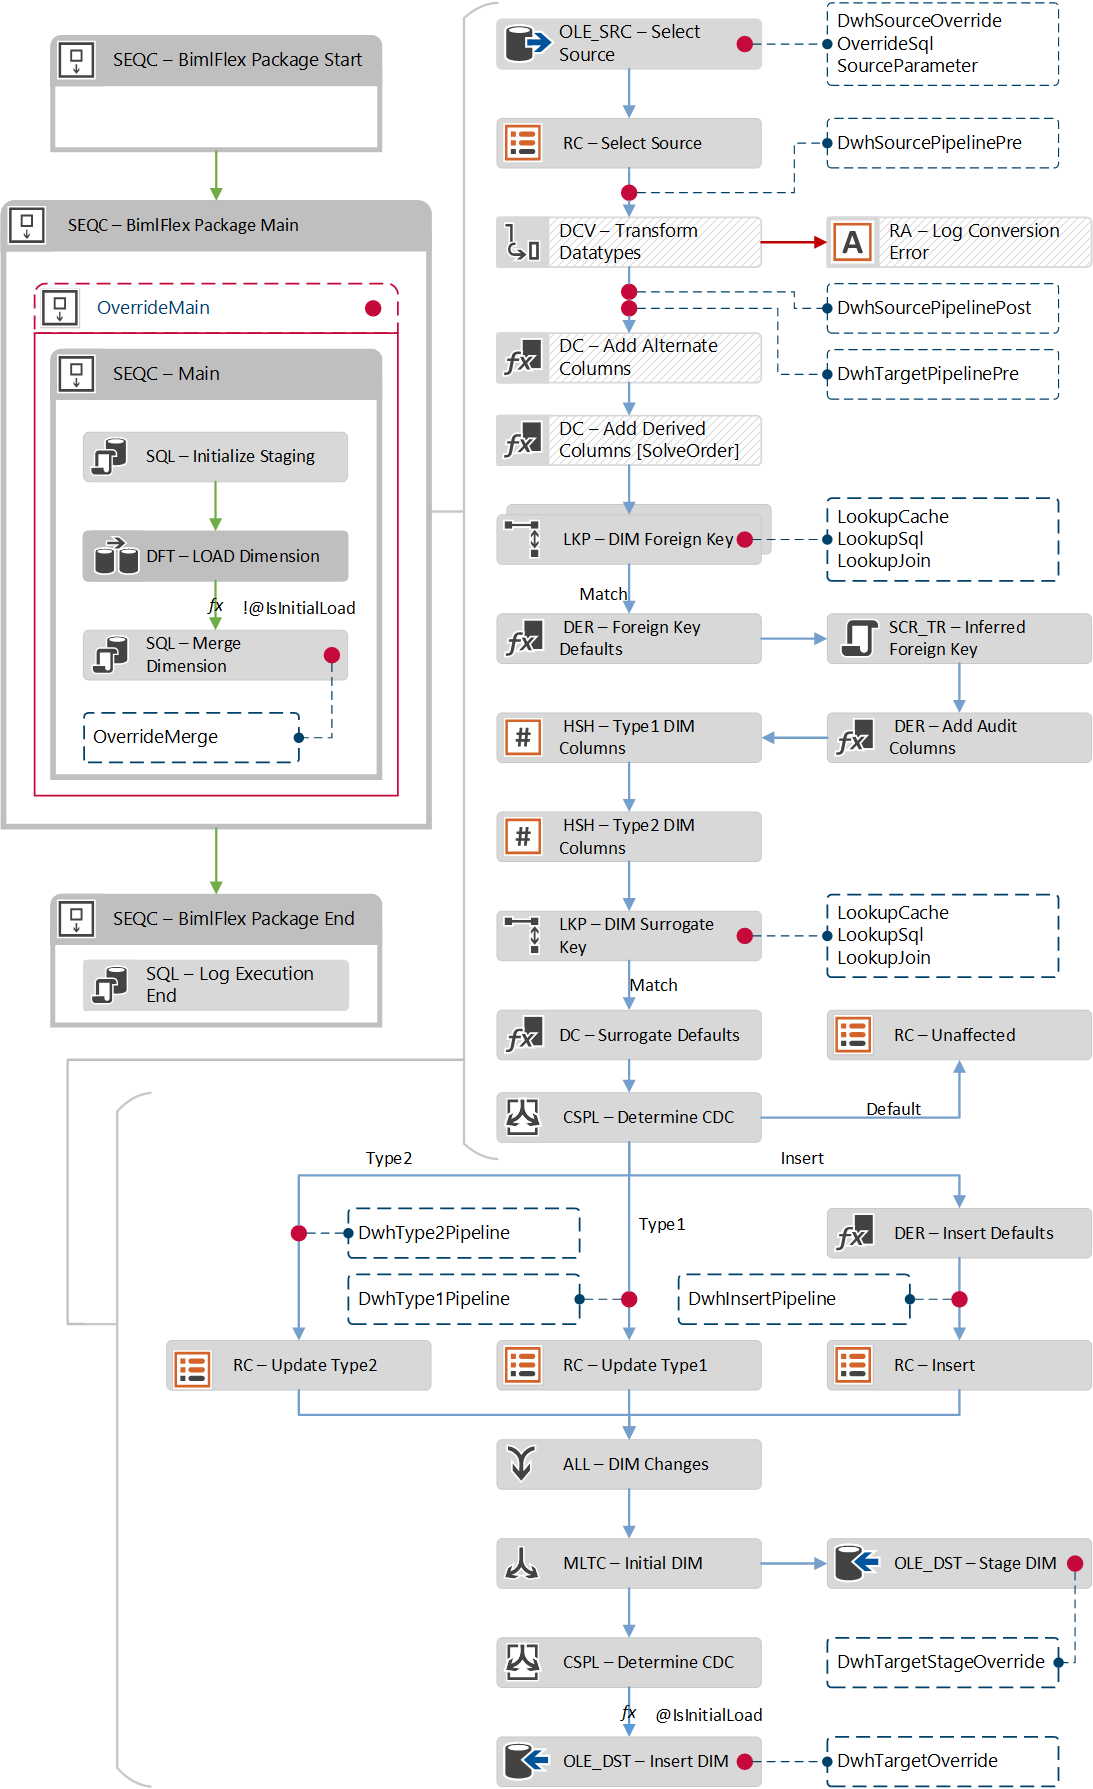 SEQC – BimlFlex Package Start
SEQC – BimlFlex Package Main
OverrideMain
SEQC – Main
SQL – Initialize Staging
DFT – LOAD Dimension
fx !@IsInitialLoad
SQL – Merge
Dimension
OverrideMerge
SEQC – BimlFlex Package End
SQL – Log Execution
End
OLE_SRC – Select
Source
DwhSourceOverride
OverrideSql
SourceParameter
RC – Select Source
DwhSourcePipelinePre
DCV – Transform
Datatypes
A
RA – Log Conversion
Error
DwhSourcePipelinePost
fx
DC – Add Alternate
Columns
DwhTargetPipelinePre
fx
DC – Add Derived
Columns [SolveOrder]
LKP – DIM Foreign Key
LookupCache
LookupSql
LookupJoin
Match
fx
DER – Foreign Key
Defaults
SCR_TR – Inferred
Foreign Key
#
HSH – Type1 DIM
Columns
fx
DER – Add Audit
Columns
#
HSH – Type2 DIM
Columns
LKP – DIM Surrogate
Key
LookupCache
LookupSql
LookupJoin
Match
fx
DC – Surrogate Defaults
RC – Unaffected
CSPL – Determine CDC
Default
Type2
Insert
Type1
DwhType2Pipeline
fx
DER – Insert Defaults
DwhType1Pipeline
DwhInsertPipeline
RC – Update Type2
RC – Update Type1
RC – Insert
ALL – DIM Changes
MLTC – Initial DIM
OLE_DST – Stage DIM
CSPL – Determine CDC
DwhTargetStageOverride
fx @IsInitialLoad
OLE_DST – Insert DIM
DwhTargetOverride